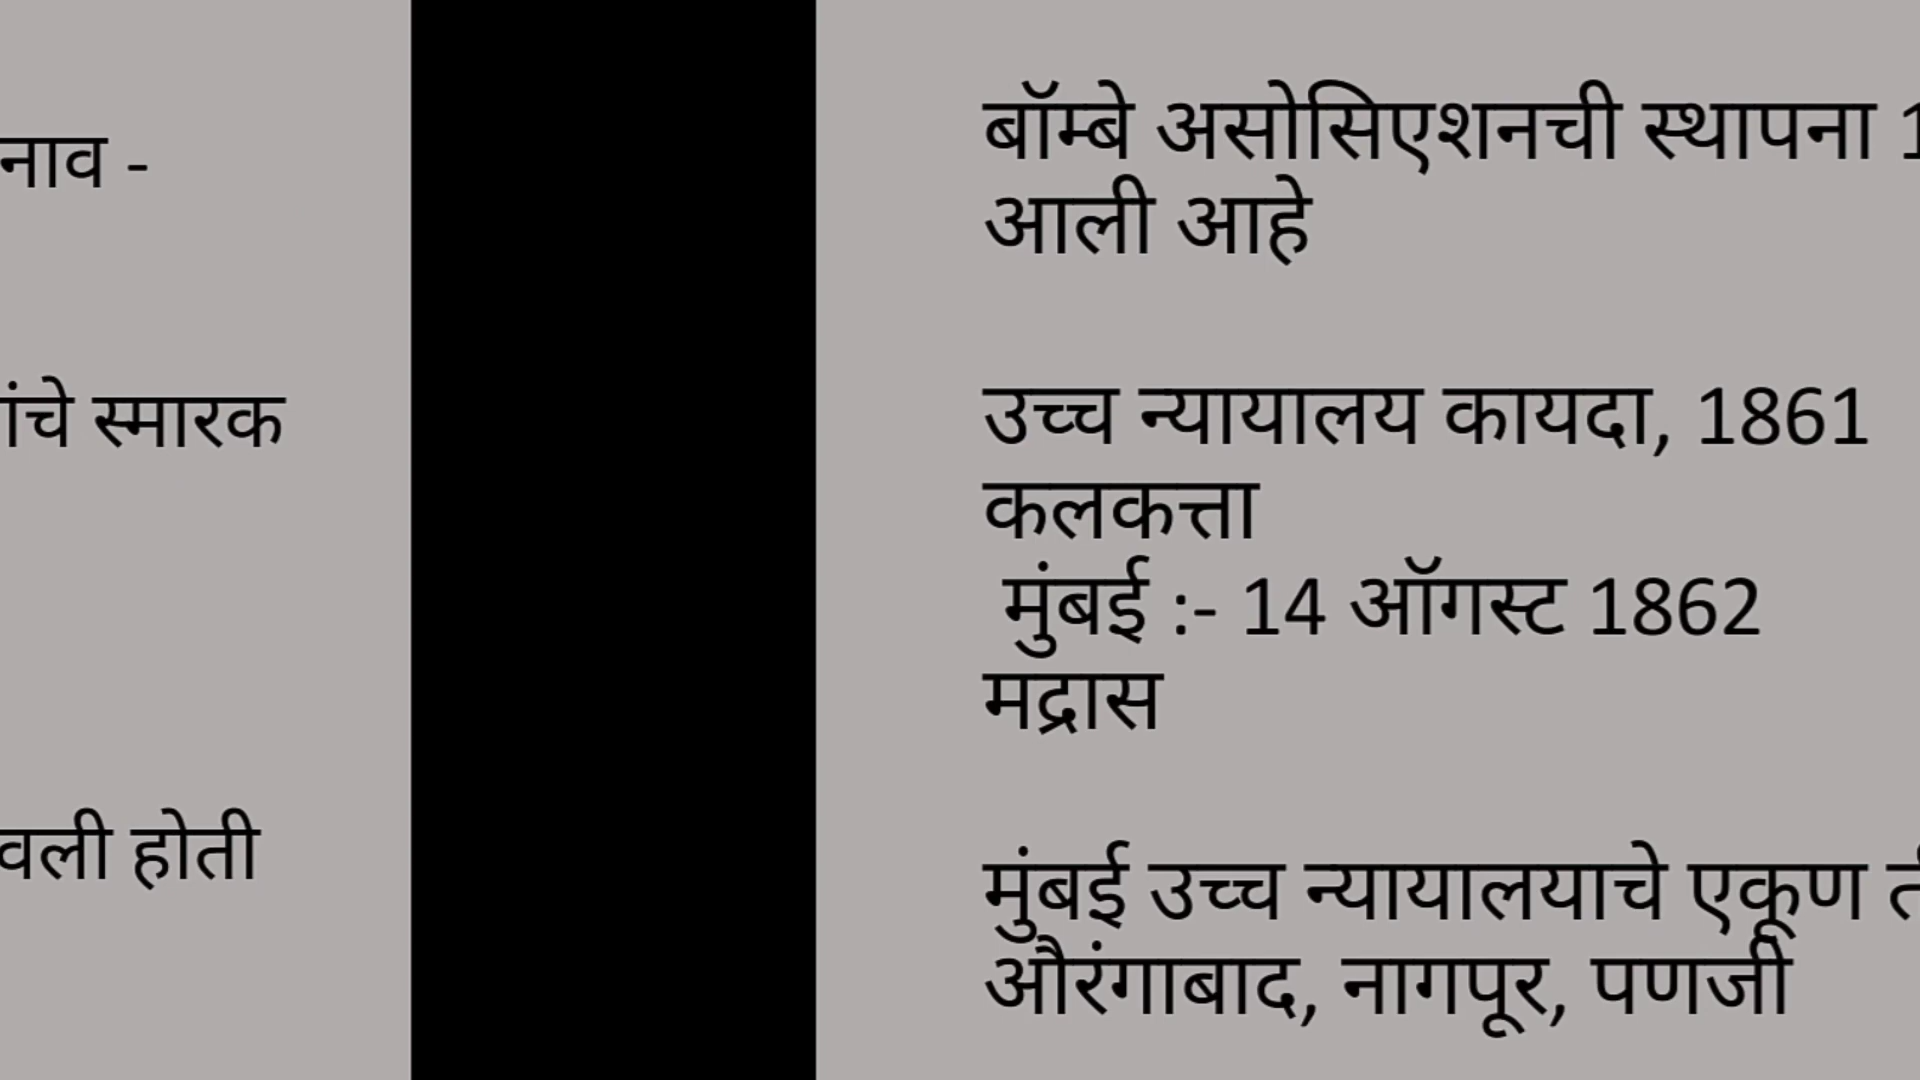 नाव -
स्मारक
होती
बॉम्बे असोसिएशनची स्थापना
आली आहे
उच्च न्यायालय कायदा, 1861
कलकत्ता
मुंबई :- 14 ऑगस्ट 1862
मद्रास
मुंबई उच्च न्यायालयाचे एकूण
औरंगाबाद, नागपूर, पणजी